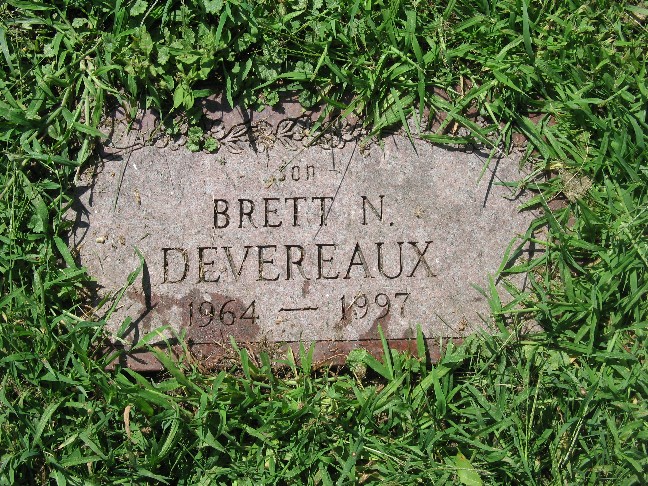 Son
BRETT N.
DEVEREAUX
1964 — 1997